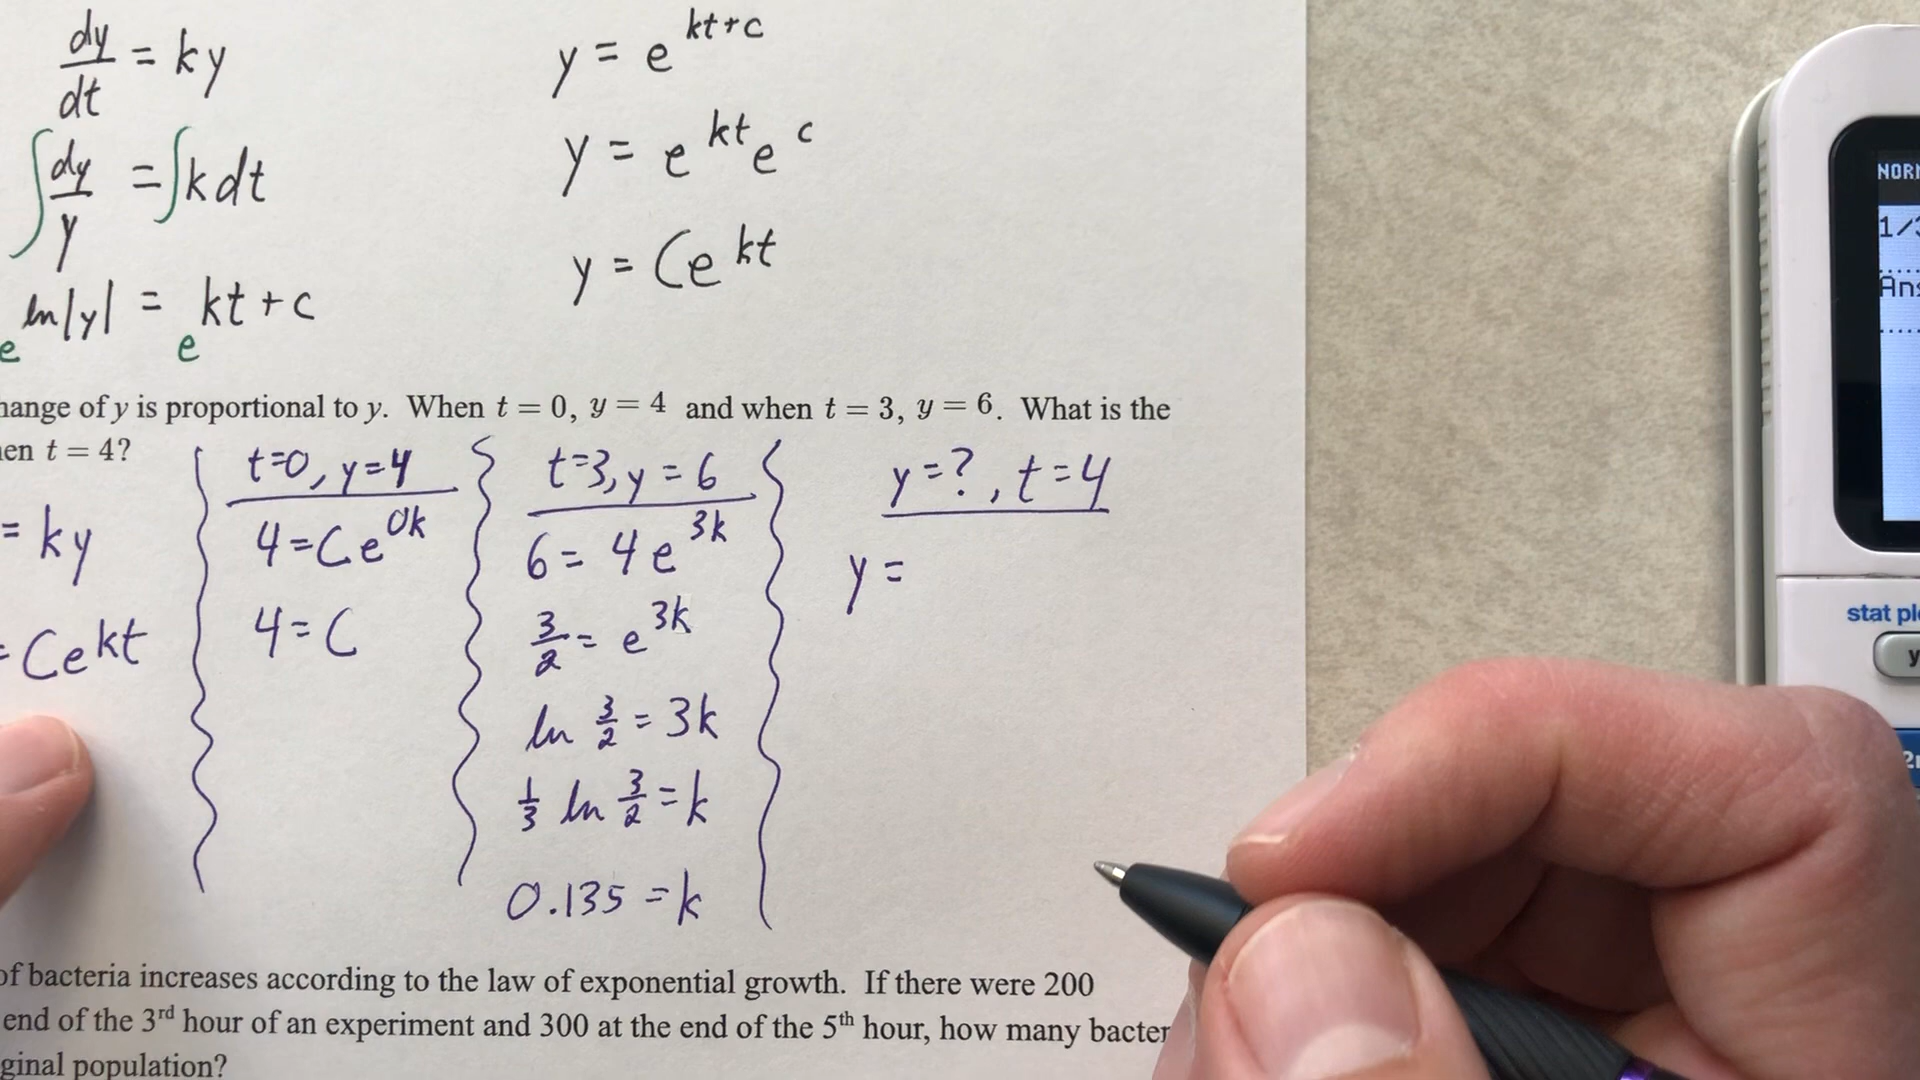 dy/dt = ky
∫ dy/y = ∫ k dt
e^ln|y| = e^kt+c
y = e^kt+c
y = e^kt e^c
y = Ce^kt
hange of y is proportional to y. When t = 0, y = 4 and when t = 3, y = 6. What is the
en t = 4?
= ky
= Ce^kt
t=0, y=4
4=Ce^0k
4=C
t=3, y=6
6=4e^3k
3/2 = e^3k
ln 3/2 = 3k
1/3 ln 3/2 = k
0.135 = k
y=?, t=4
y=
of bacteria increases according to the law of exponential growth. If there were 200
end of the 3rd hour of an experiment and 300 at the end of the 5th hour, how many bacter
ginal population?
NORM
1/3
Ans
stat pl
y
2n